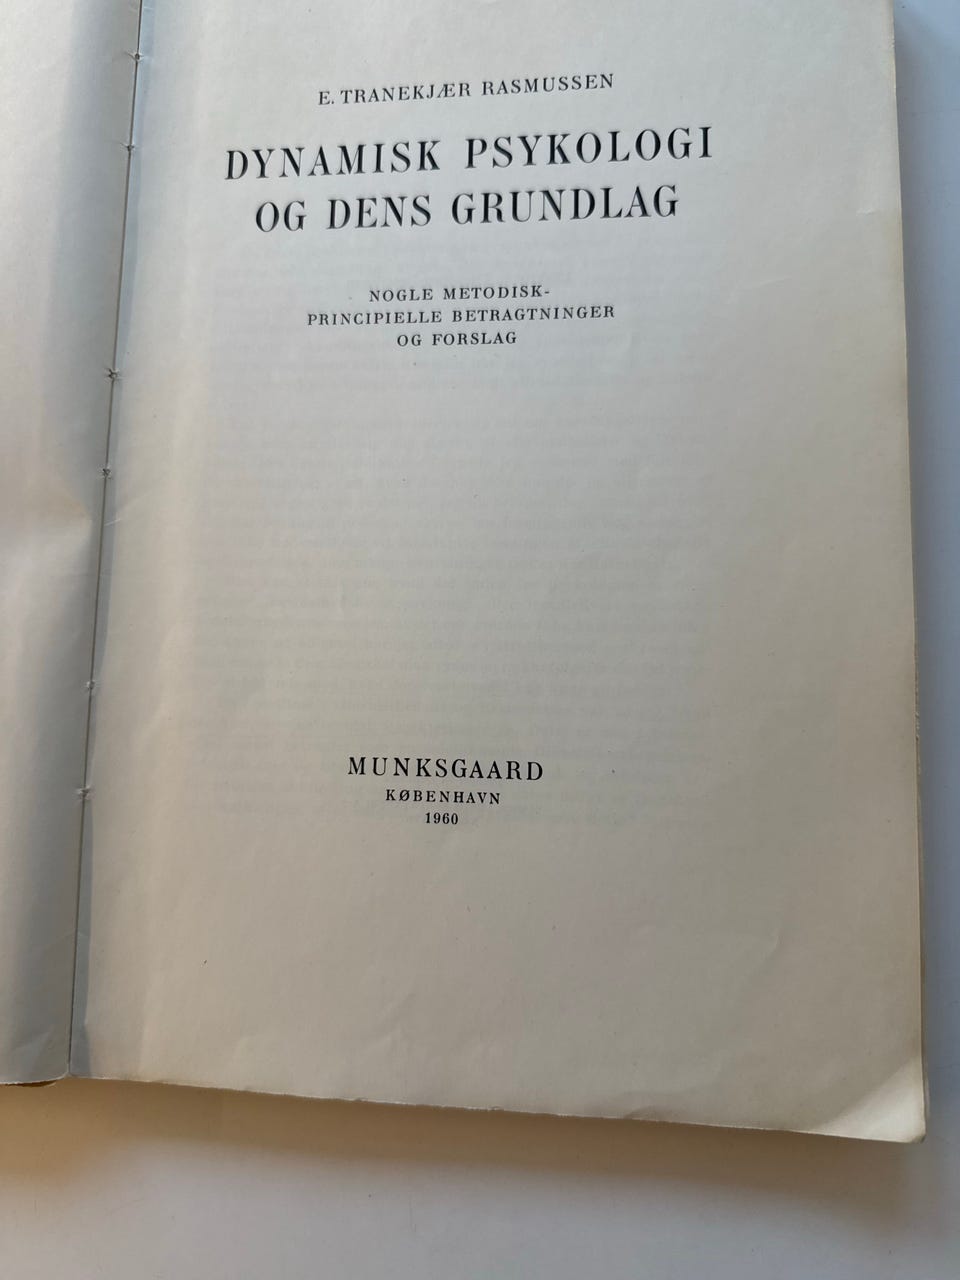 E. TRANEKJÆR RASMUSSEN
DYNAMISK PSYKOLOGI
OG DENS GRUNDLAG
NOGLE METODISK-
PRINCIPIELLE BETRAGTNINGER
OG FORSLAG
MUNKSGAARD
KØBENHAVN
1960